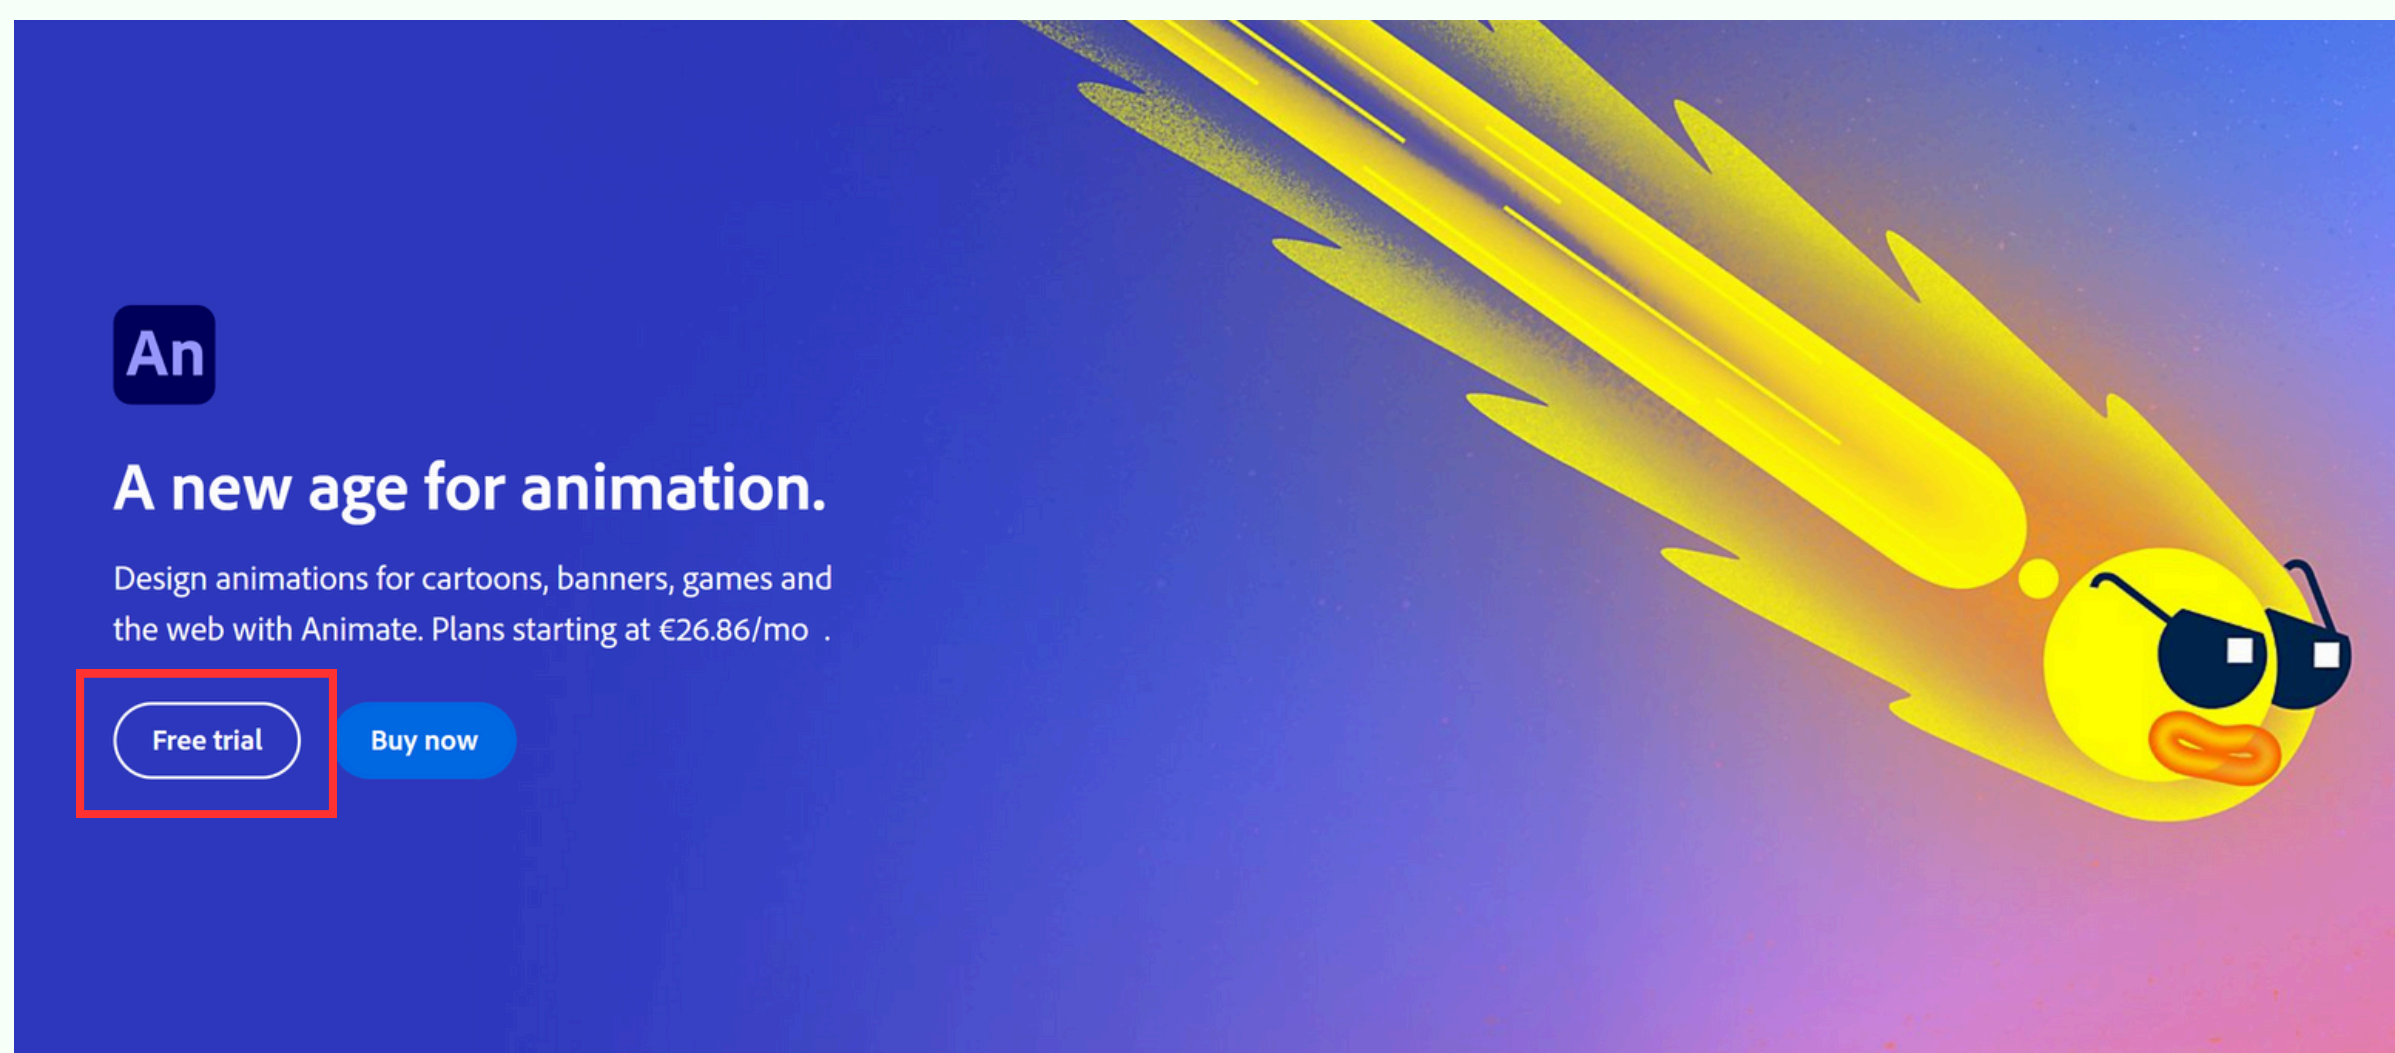 An
A new age for animation.
Design animations for cartoons, banners, games and
the web with Animate. Plans starting at €26.86/mo .
Free trial
Buy now